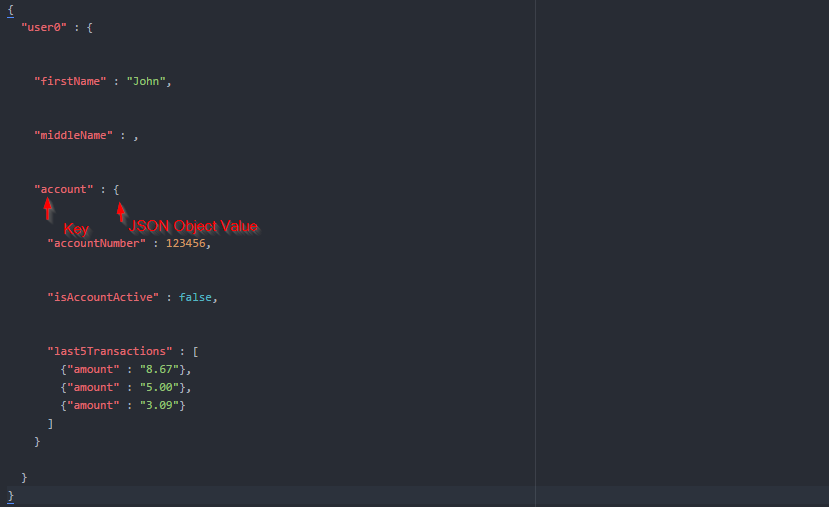 {
"user0" : {
"firstName" : "John",
"middleName" : ,
"account" : {
Key
JSON Object Value
"accountNumber" : 123456,
"isAccountActive" : false,
"last5Transactions" : [
{"amount" : "8.67"},
{"amount" : "5.00"},
{"amount" : "3.09"}
]
}
}
}